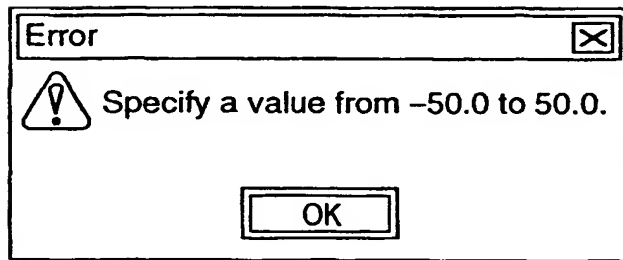 Error
Specify a value from –50.0 to 50.0.
OK